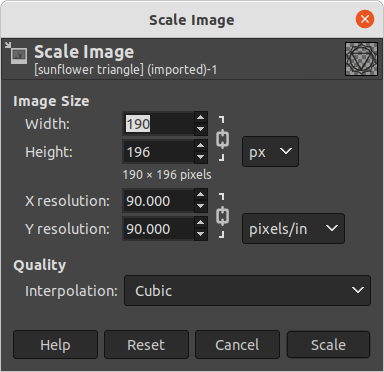 Scale Image
Scale Image
[sunflower triangle] (imported)-1
Image Size
Width: 190
Height: 196 px
190 × 196 pixels
X resolution: 90.000
Y resolution: 90.000 pixels/in
Quality
Interpolation: Cubic
Help Reset Cancel Scale